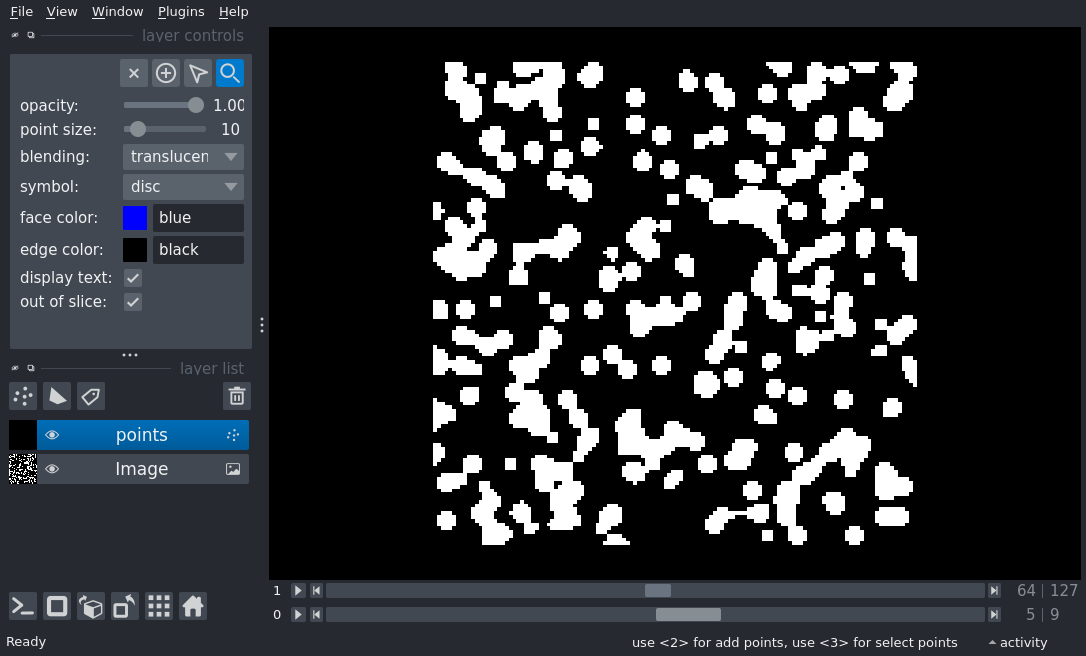 File View Window Plugins Help
layer controls
opacity: 1.00
point size: 10
blending: translucen
symbol: disc
face color: blue
edge color: black
display text:
out of slice:
layer list
points
Image
1 64 | 127
0 5 | 9
Ready use <2> for add points, use <3> for select points activity